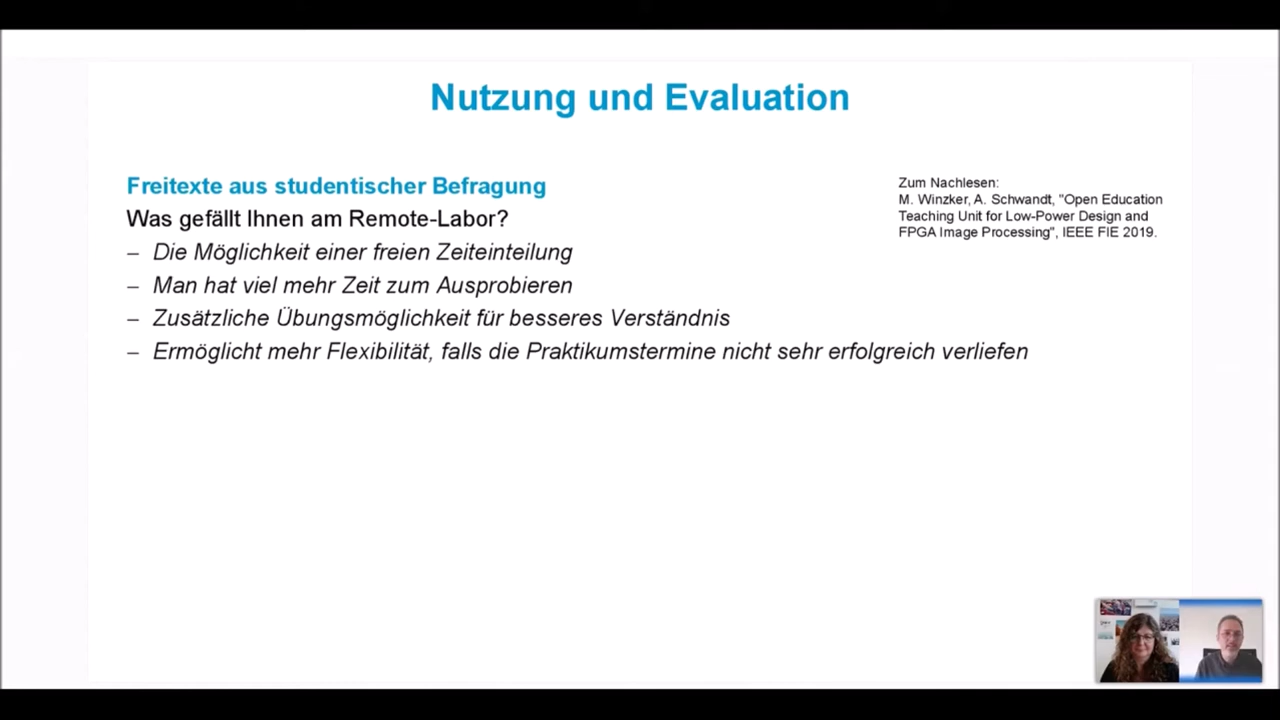 Nutzung und Evaluation
Freitexte aus studentischer Befragung
Was gefällt Ihnen am Remote-Labor?
– Die Möglichkeit einer freien Zeiteinteilung
– Man hat viel mehr Zeit zum Ausprobieren
– Zusätzliche Übungsmöglichkeit für besseres Verständnis
– Ermöglicht mehr Flexibilität, falls die Praktikumstermine nicht sehr erfolgreich verliefen
Zum Nachlesen:
M. Winzker, A. Schwandt, "Open Education
Teaching Unit for Low-Power Design and
FPGA Image Processing", IEEE FIE 2019.